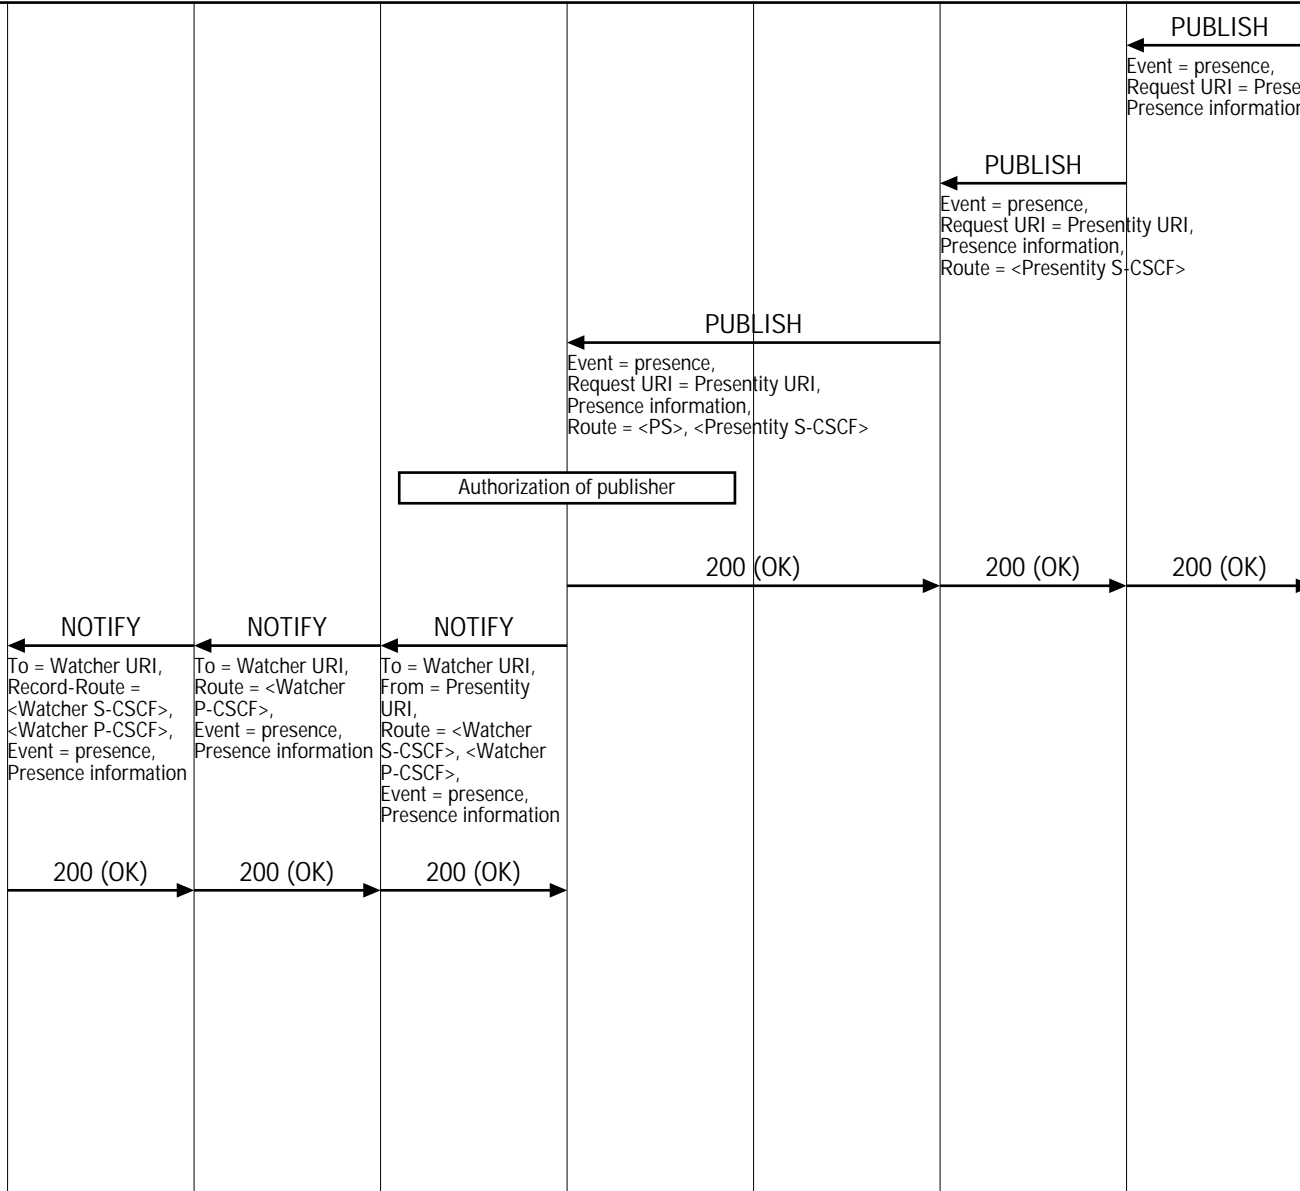 PUBLISH
Event = presence,
Request URI = Prese
Presence information
PUBLISH
Event = presence,
Request URI = Presentity URI,
Presence information,
Route = <Presentity S-CSCF>
PUBLISH
Event = presence,
Request URI = Presentity URI,
Presence information,
Route = <PS>, <Presentity S-CSCF>
Authorization of publisher
200 (OK)
200 (OK)
200 (OK)
NOTIFY
To = Watcher URI,
Record-Route =
<Watcher S-CSCF>,
<Watcher P-CSCF>,
Event = presence,
Presence information
NOTIFY
To = Watcher URI,
Route = <Watcher
P-CSCF>,
Event = presence,
Presence information
NOTIFY
To = Watcher URI,
From = Presentity
URI,
Route = <Watcher
S-CSCF>, <Watcher
P-CSCF>,
Event = presence,
Presence information
200 (OK)
200 (OK)
200 (OK)